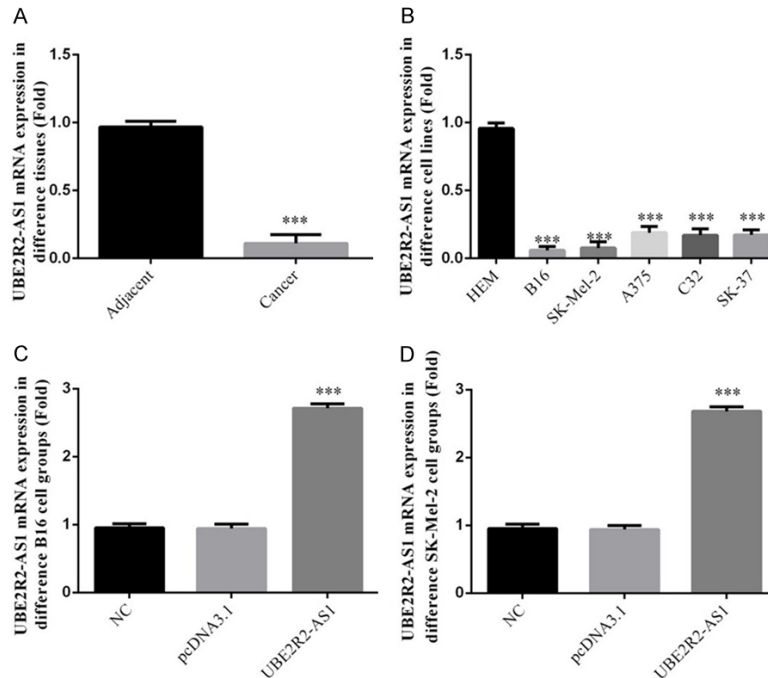 A
UBE2R2-AS1 mRNA expression in
difference tissues (Fold)
1.5
1.0
0.5
0.0
***
Adjacent
Cancer
B
UBE2R2-AS1 mRNA expression in
difference cell lines (Fold)
1.5
1.0
0.5
0.0
***
***
***
***
***
HEM
B16
SK-Mel-2
A375
C32
SK-37
C
UBE2R2-AS1 mRNA expression in
difference B16 cell groups (Fold)
3
2
1
0
***
NC
pcDNA3.1
UBE2R2-AS1
D
UBE2R2-AS1 mRNA expression in
difference SK-Mel-2 cell groups (Fold)
3
2
1
0
***
NC
pcDNA3.1
UBE2R2-AS1